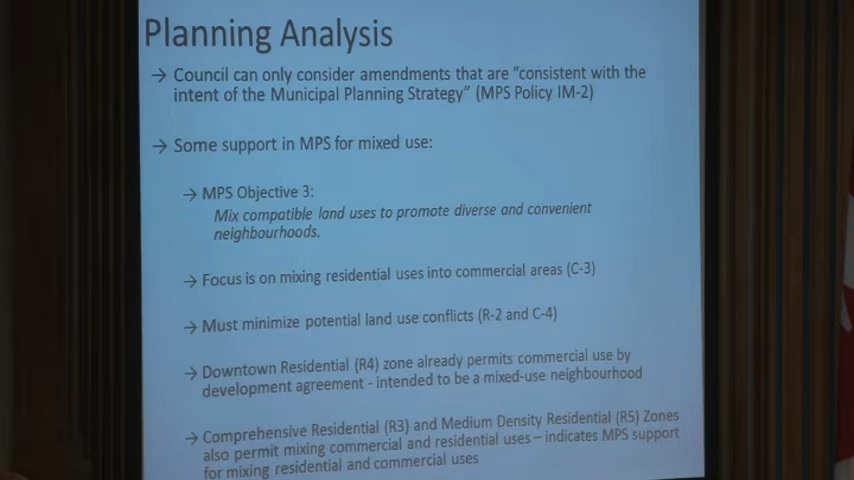 Planning Analysis
→ Council can only consider amendments that are “consistent with the
intent of the Municipal Planning Strategy” (MPS Policy IM-2)
→ Some support in MPS for mixed use:
→ MPS Objective 3:
Mix compatible land uses to promote diverse and convenient
neighbourhoods.
→ Focus is on mixing residential uses into commercial areas (C-3)
→ Must minimize potential land use conflicts (R-2 and C-4)
→ Downtown Residential (R4) zone already permits commercial use by
development agreement - intended to be a mixed-use neighbourhood
→ Comprehensive Residential (R3) and Medium Density Residential (R5) Zones
also permit mixing commercial and residential uses – indicates MPS support
for mixing residential and commercial uses